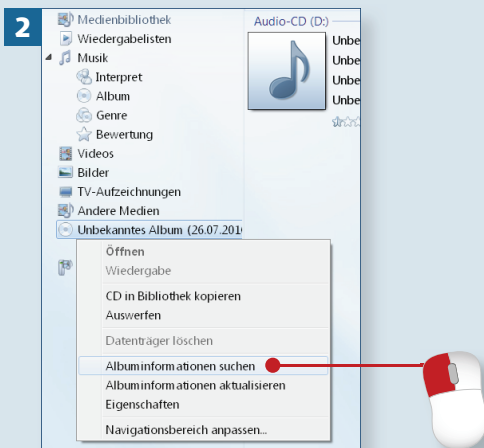 2
Medienbibliothek
Wiedergabelisten
Musik
Interpret
Album
Genre
Bewertung
Videos
Bilder
TV-Aufzeichnungen
Andere Medien
Unbekanntes Album (26.07.201
Audio-CD (D:)
Unbe
Unbe
Unbe
Unbe
Öffnen
Wiedergabe
CD in Bibliothek kopieren
Auswerfen
Datenträger löschen
Albuminformationen suchen
Albuminformationen aktualisieren
Eigenschaften
Navigationsbereich anpassen...